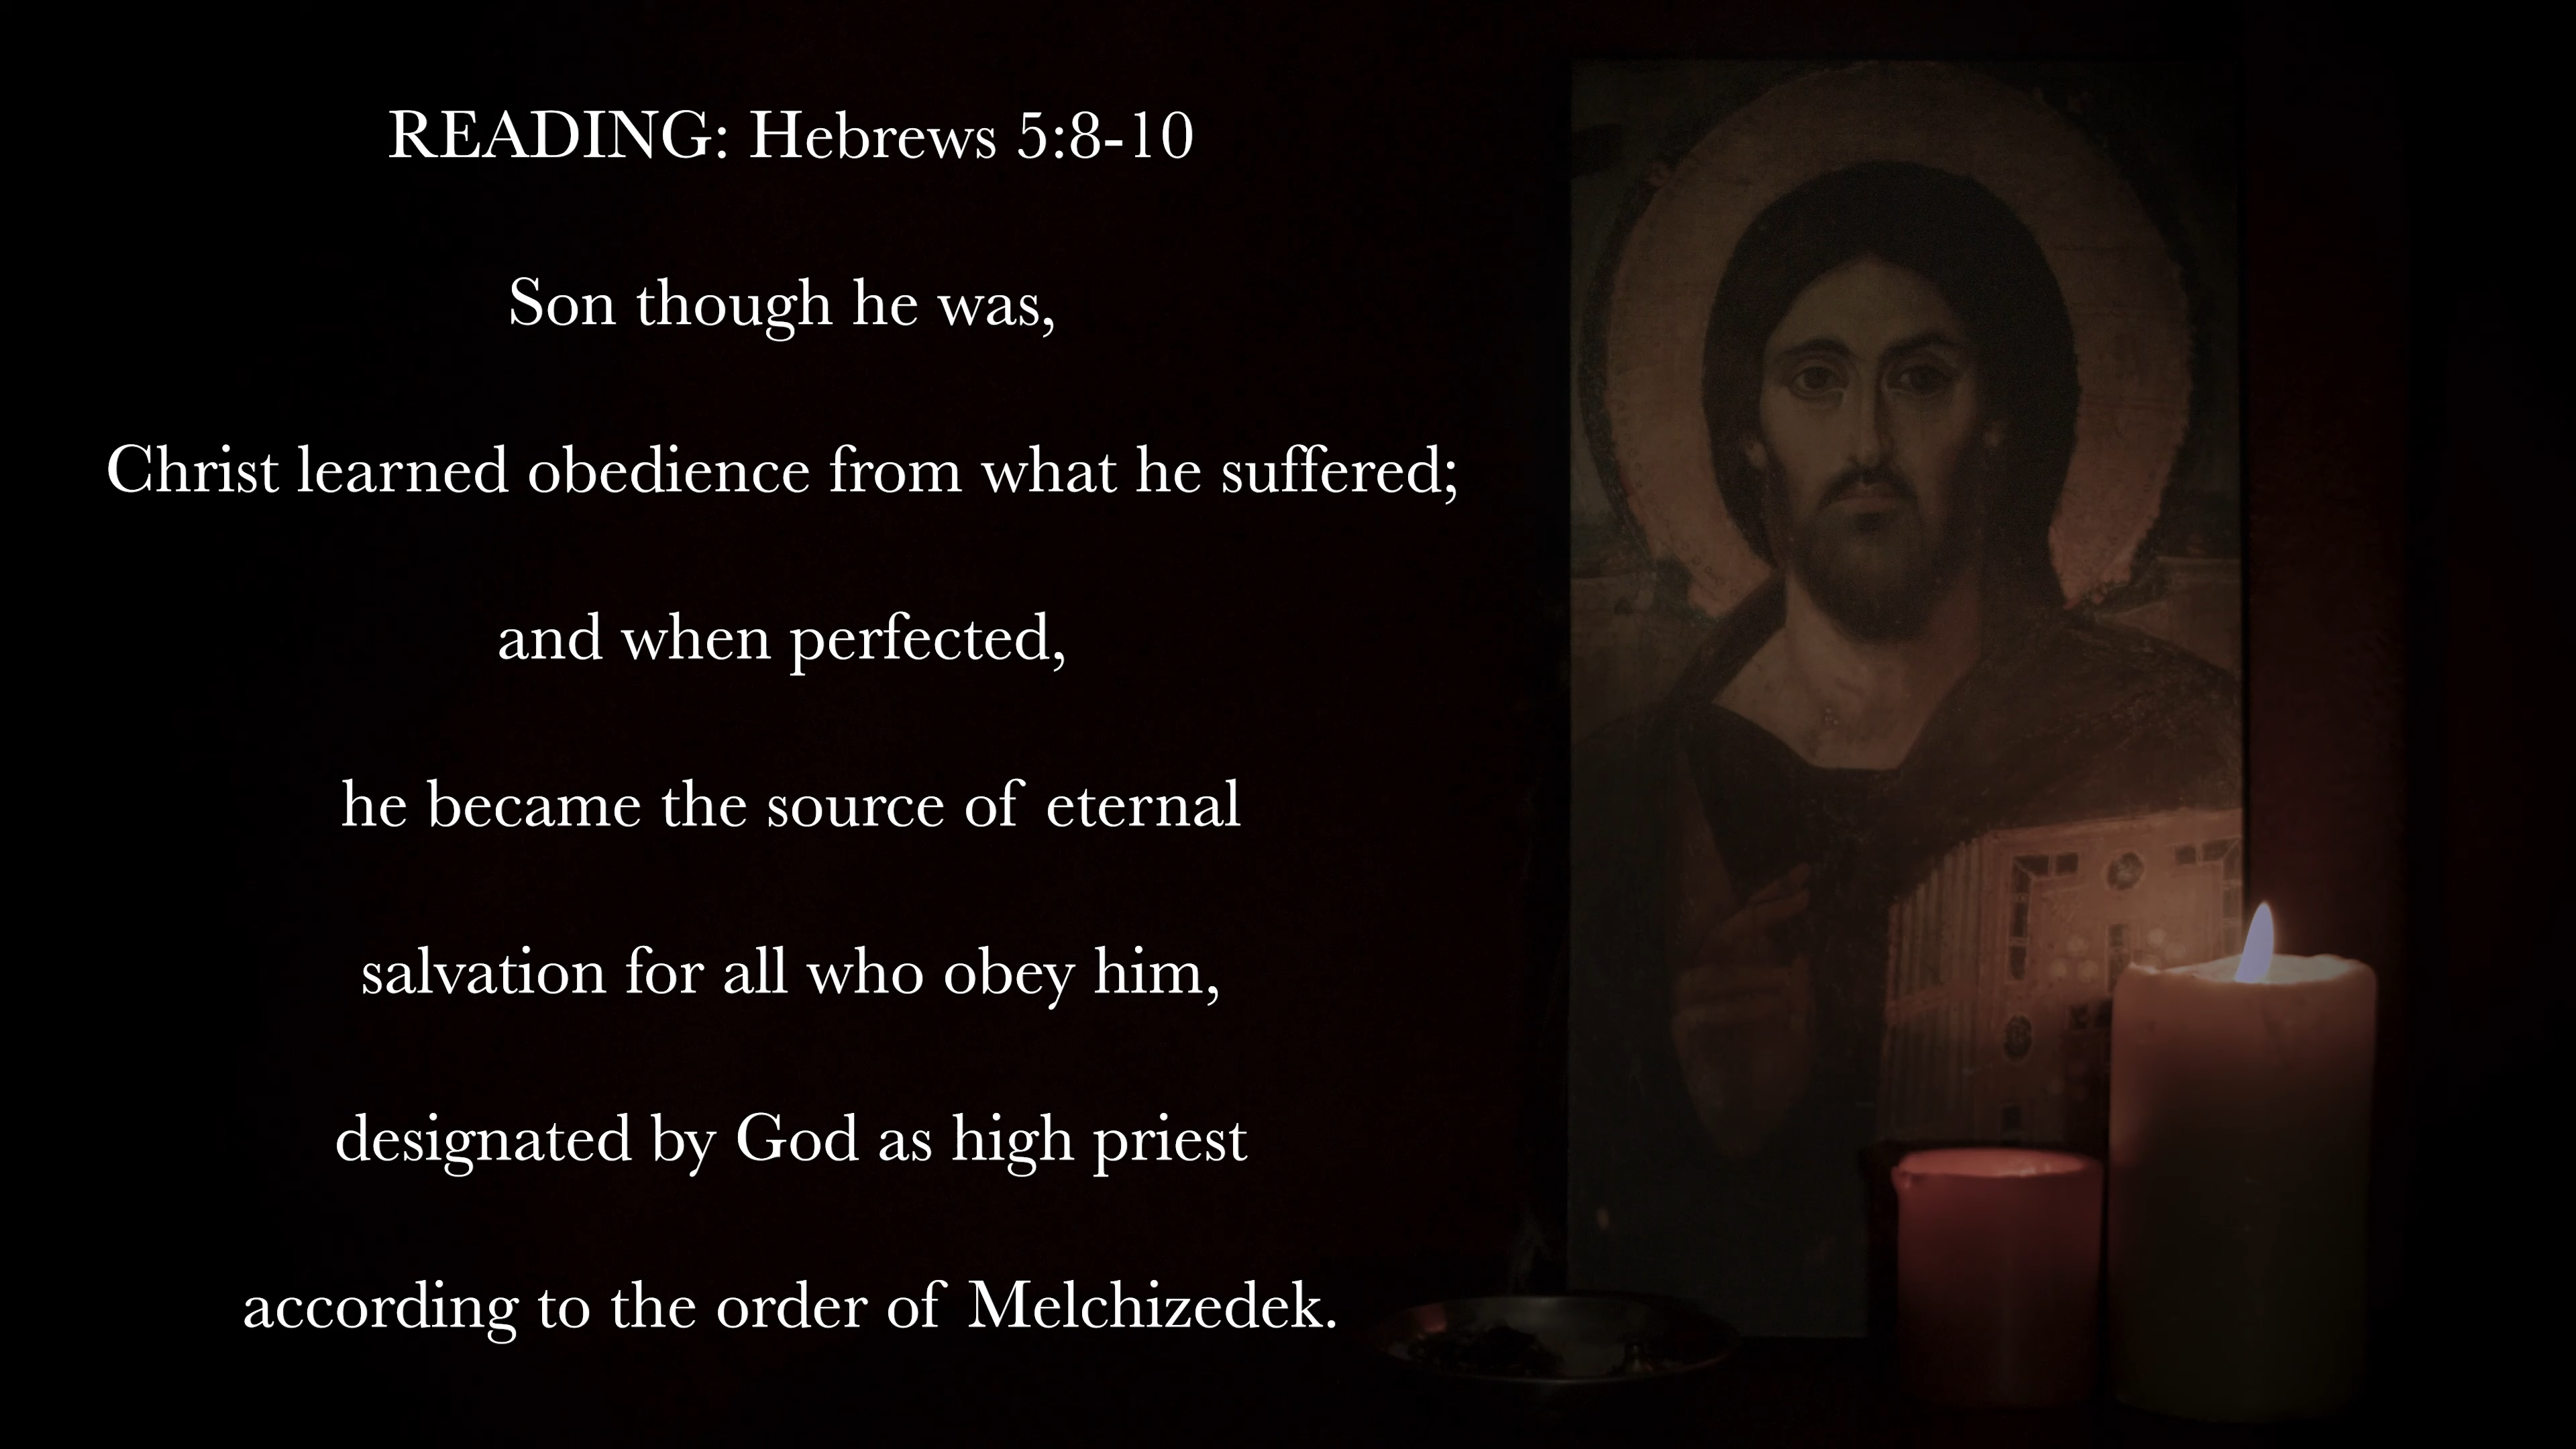 READING: Hebrews 5:8-10
Son though he was,
Christ learned obedience from what he suffered;
and when perfected,
he became the source of eternal
salvation for all who obey him,
designated by God as high priest
according to the order of Melchizedek.